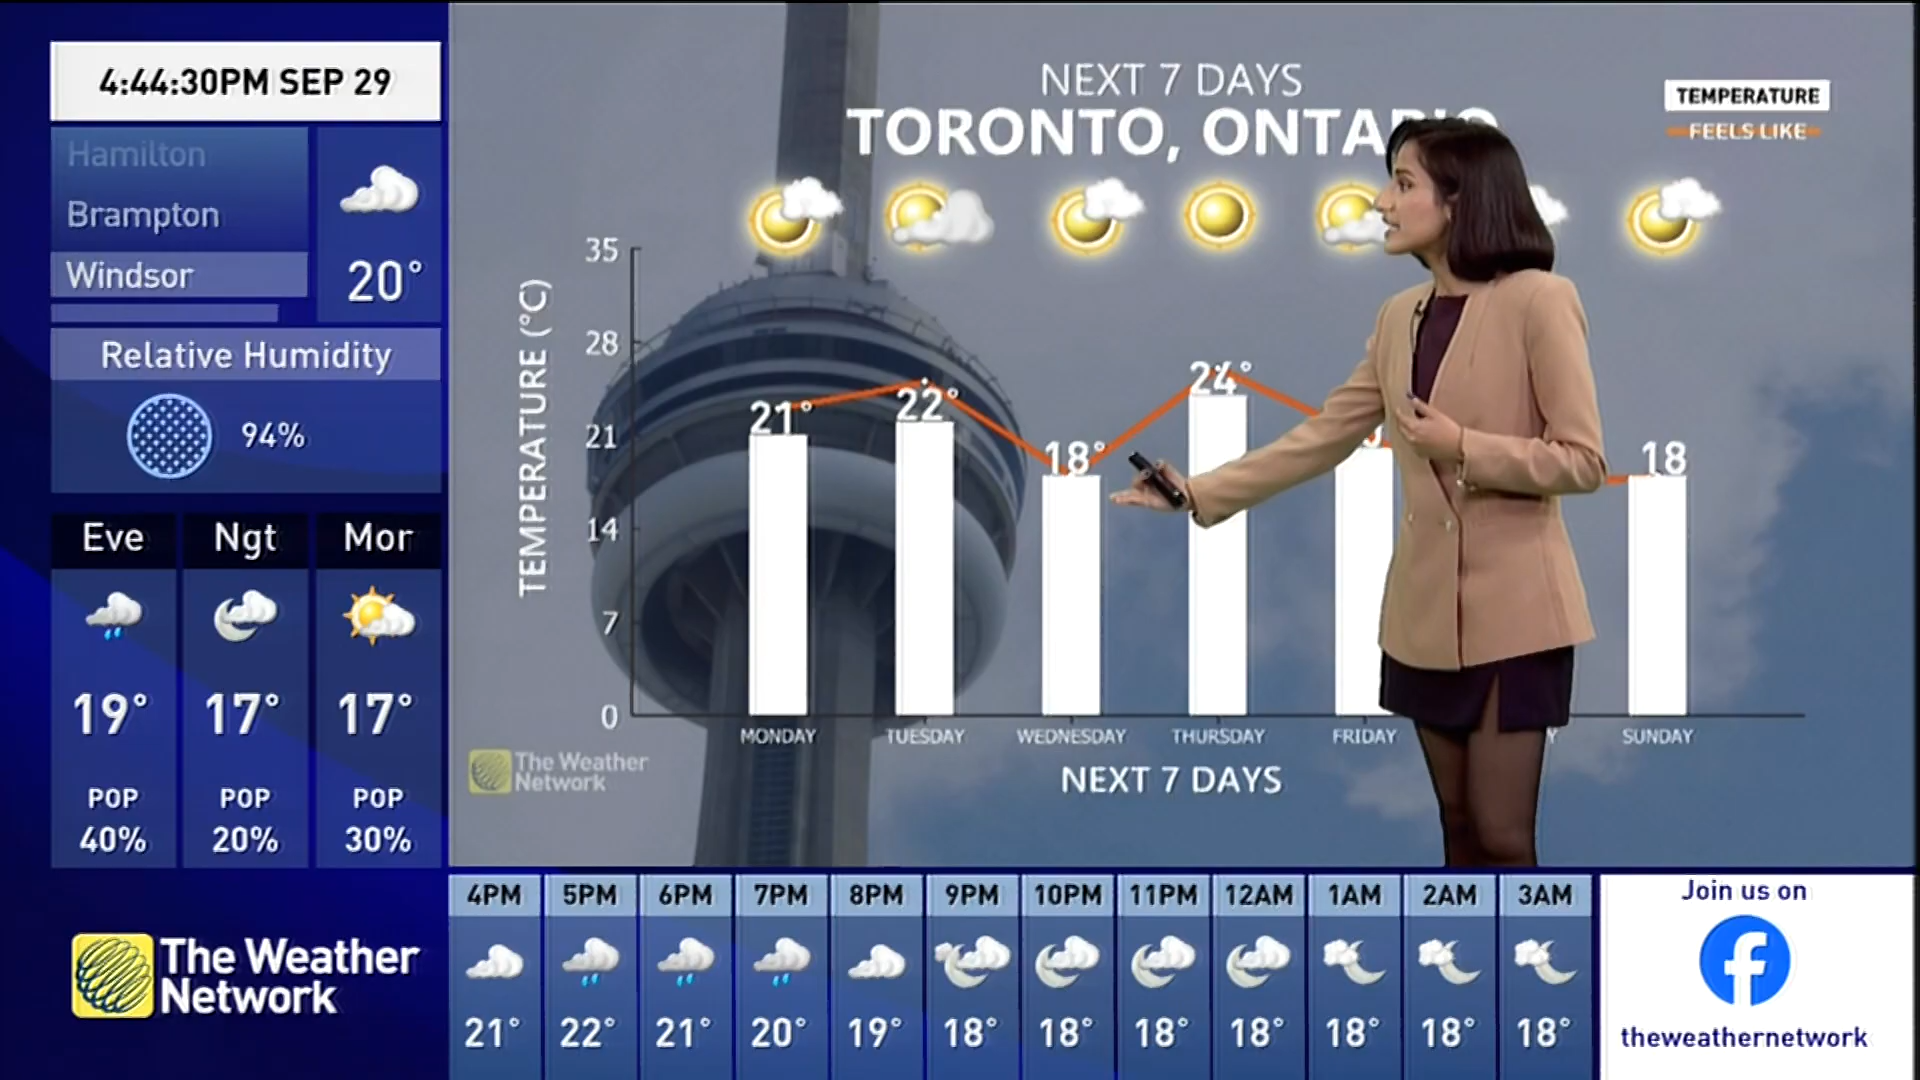 4:44:30PM SEP 29
Hamilton
Brampton
Windsor
20°
Relative Humidity
94%
Eve Ngt Mor
19° 17° 17°
POP POP POP
40% 20% 30%
The Weather
Network
NEXT 7 DAYS
TORONTO,
TEMPERATURE
FEELS LIKE
TEMPERATURE (°C)
35
28
21
14
7
0
21° 22° 18° 24° 18
MONDAY TUESDAY WEDNESDAY THURSDAY FRIDAY SUNDAY
NEXT 7 DAYS
The Weather
Network
4PM 5PM 6PM 7PM 8PM 9PM 10PM 11PM 12AM 1AM 2AM 3AM
21° 22° 21° 20° 19° 18° 18° 18° 18° 18° 18° 18°
Join us on
theweathernetwork